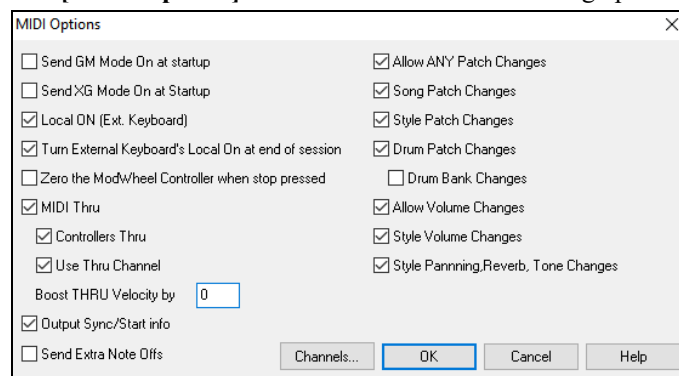 MIDI Options
Send GM Mode On at startup
Send XG Mode On at Startup
Local ON (Ext. Keyboard)
Turn External Keyboard's Local On at end of session
Zero the ModWheel Controller when stop pressed
MIDI Thru
Controllers Thru
Use Thru Channel
Boost THRU Velocity by 0
Output Sync/Start info
Send Extra Note Offs
Allow ANY Patch Changes
Song Patch Changes
Style Patch Changes
Drum Patch Changes
Drum Bank Changes
Allow Volume Changes
Style Volume Changes
Style Pannning,Reverb, Tone Changes
Channels... OK Cancel Help